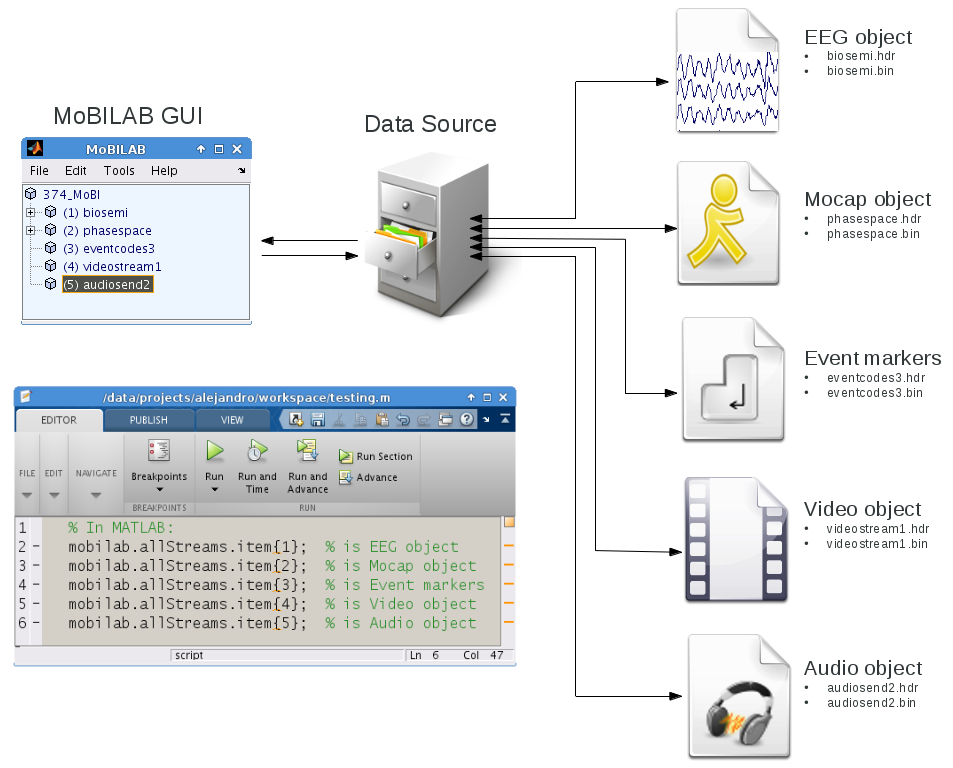 MoBILAB GUI
MoBILAB
File Edit Tools Help
374_MoBI
(1) biosemi
(2) phasespace
(3) eventcodes3
(4) videostream1
(5) audiosend2
Data Source
EEG object
• biosemi.hdr
• biosemi.bin
Mocap object
• phasespace.hdr
• phasespace.bin
Event markers
• eventcodes3.hdr
• eventcodes3.bin
Video object
• videostream1.hdr
• videostream1.bin
Audio object
• audiosend2.hdr
• audiosend2.bin
/data/projects/alejandro/workspace/testing.m
EDITOR PUBLISH VIEW
FILE EDIT NAVIGATE
Breakpoints
BREAKPOINTS
Run
Run and
Time
Run and
Advance
Run Section
Advance
RUN
1 % In MATLAB:
2 – mobilab.allStreams.item{1}; % is EEG object
3 – mobilab.allStreams.item{2}; % is Mocap object
4 – mobilab.allStreams.item{3}; % is Event markers
5 – mobilab.allStreams.item{4}; % is Video object
6 – mobilab.allStreams.item{5}; % is Audio object
script Ln 6 Col 47